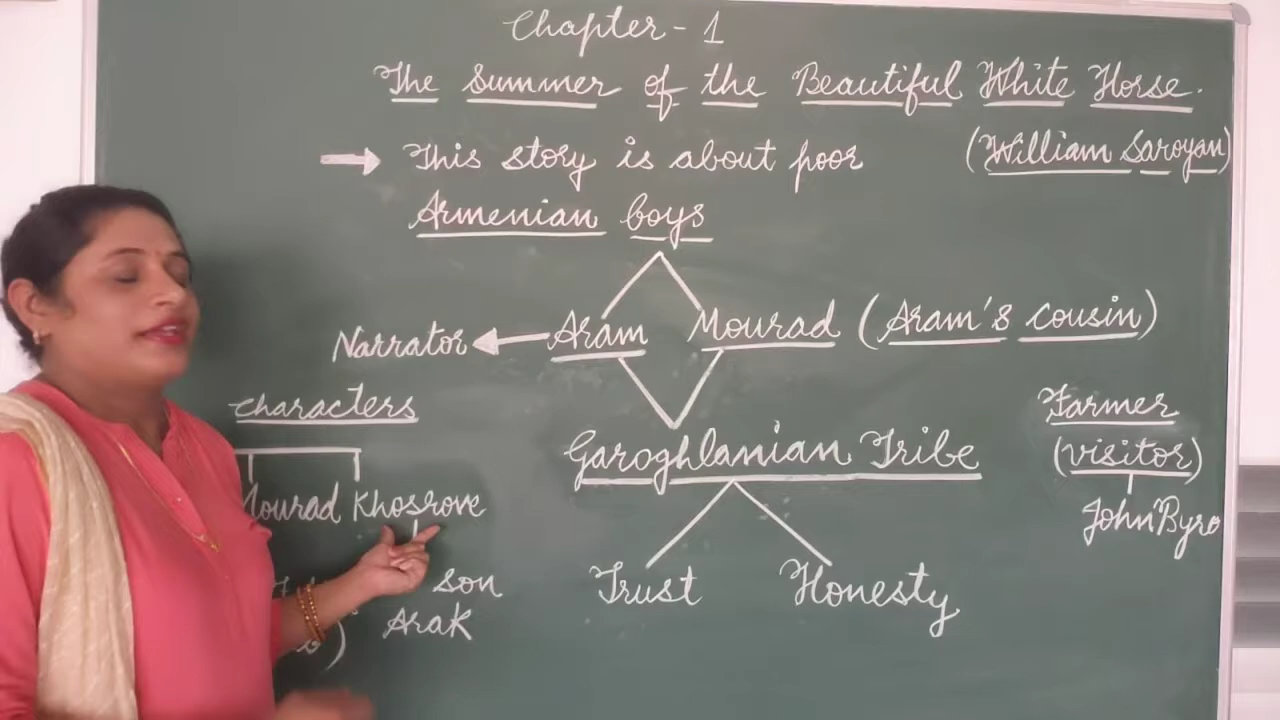 Chapter - 1
The Summer of the Beautiful White Horse.
(William Saroyan)
→ This story is about poor
Armenian boys
Narrator ← Aram Mourad (Aram's cousin)
Characters
Farmer
(visitor)
Garoghlanian Tribe
Mourad Khosrove
John Byro
son
Trust Honesty
Arak